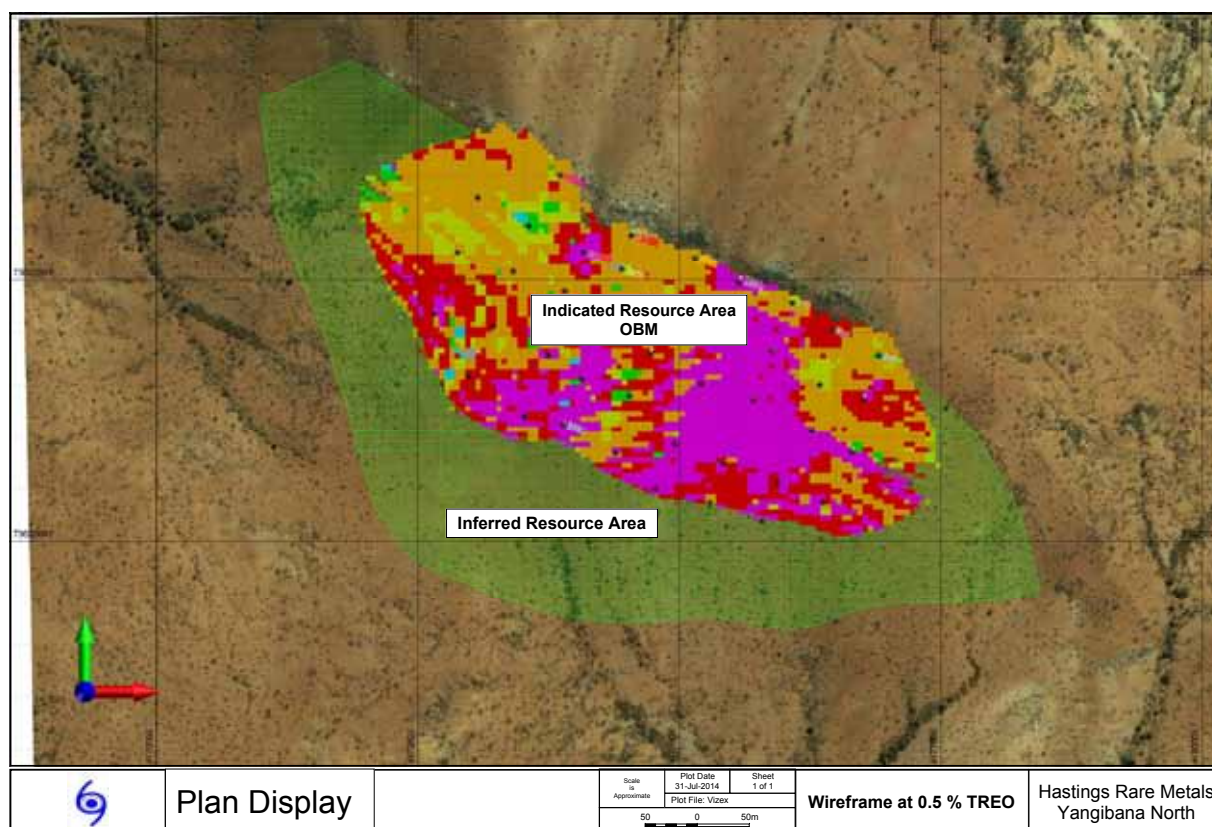 Indicated Resource Area
OBM
Inferred Resource Area
Plan Display
Scale
is
Approximate
Plot Date
31-Jul-2014
Sheet
1 of 1
Plot File: Vizex
50 0 50m
Wireframe at 0.5 % TREO
Hastings Rare Metals
Yangibana North